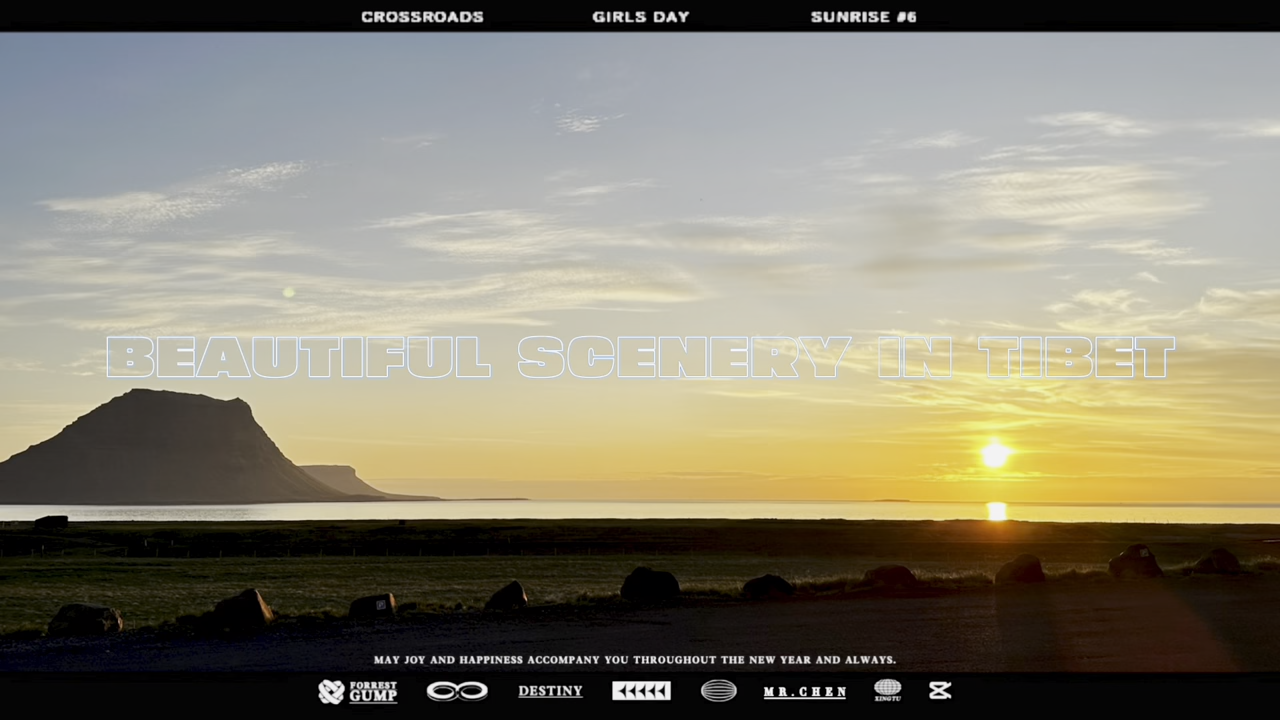 CROSSROADS GIRLS DAY SUNRISE #6
BEAUTIFUL SCENERY IN TIBET
MAY JOY AND HAPPINESS ACCOMPANY YOU THROUGHOUT THE NEW YEAR AND ALWAYS.
FORREST
GUMP
DESTINY
MR.CHEN
XINGTU